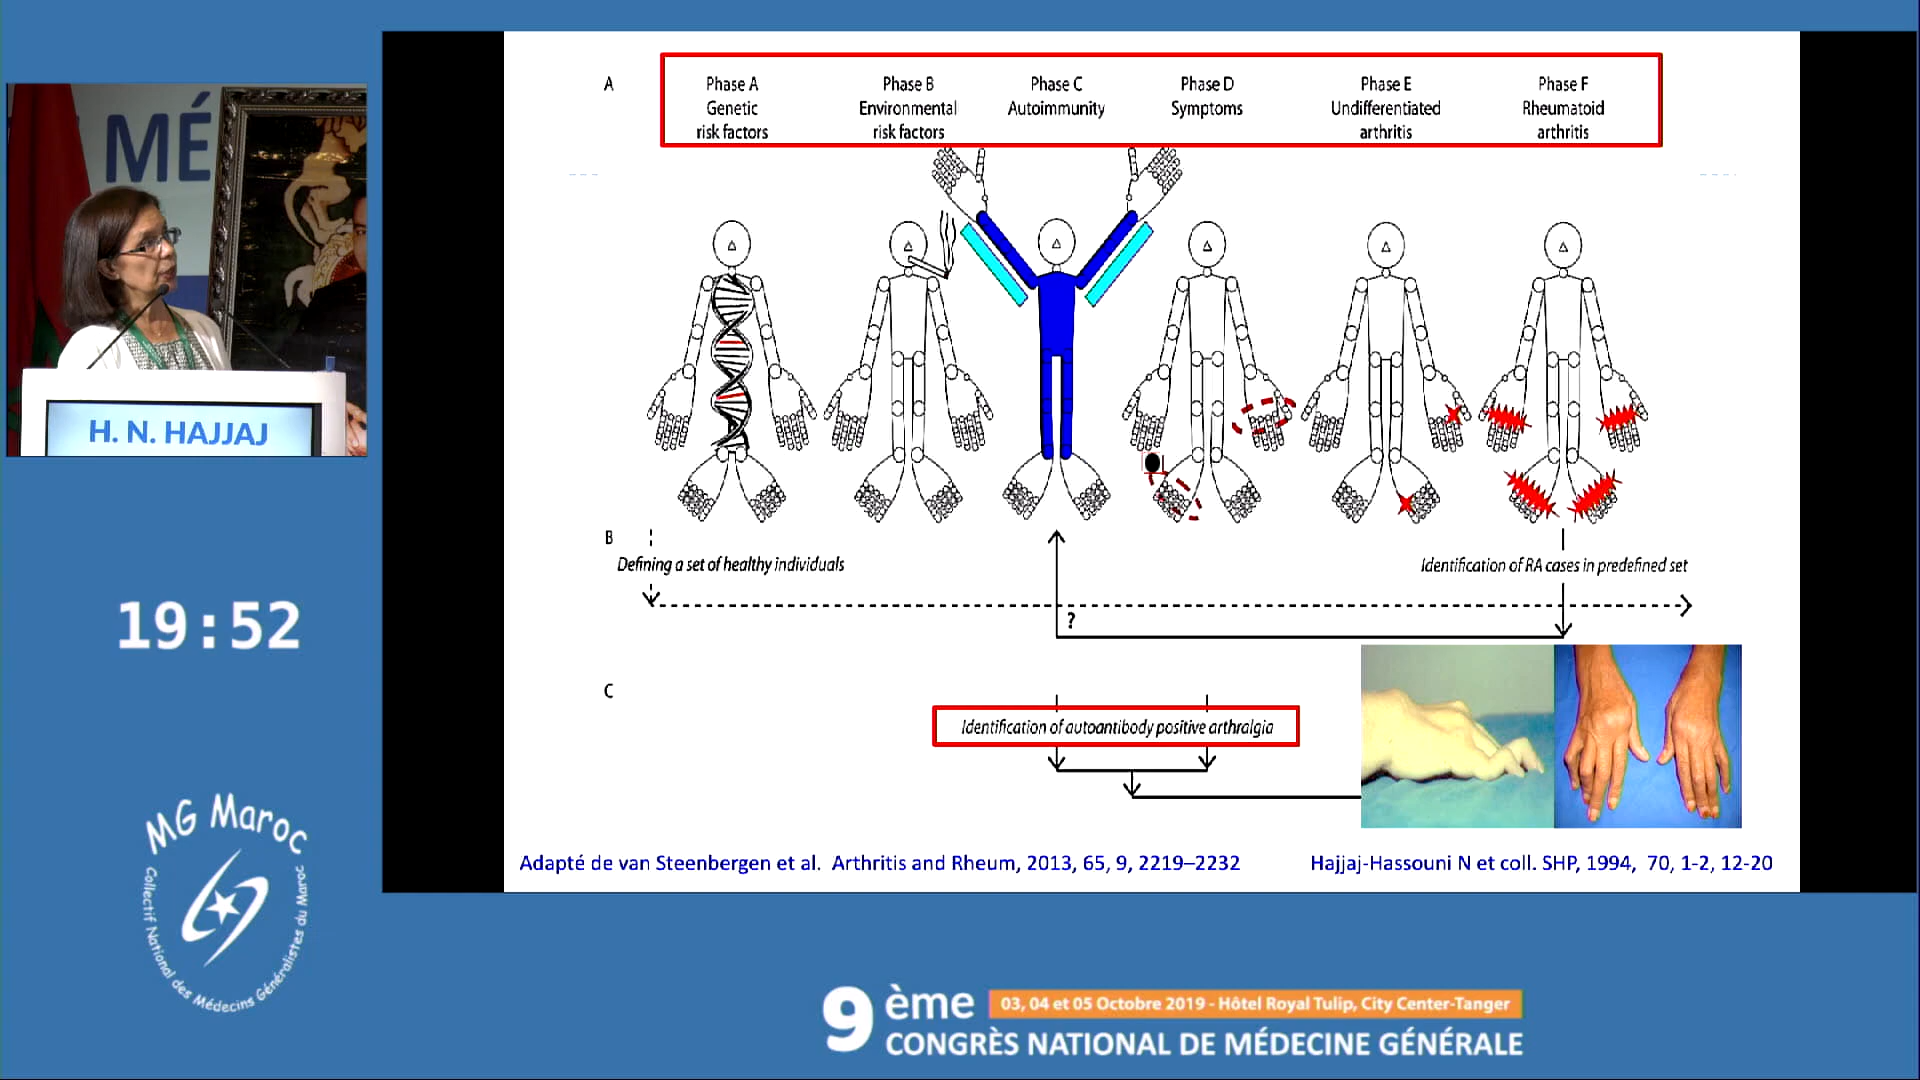 MÉ
H. N. HAJJAJ
19:52
MG Maroc
Collectif National des Médecins Généralistes du Maroc
A
Phase A
Genetic
risk factors
Phase B
Environmental
risk factors
Phase C
Autoimmunity
Phase D
Symptoms
Phase E
Undifferentiated
arthritis
Phase F
Rheumatoid
arthritis
B
Defining a set of healthy individuals
Identification of RA cases in predefined set
?
C
Identification of autoantibody positive arthralgia
Adapté de van Steenbergen et al. Arthritis and Rheum, 2013, 65, 9, 2219–2232
Hajjaj-Hassouni N et coll. SHP, 1994, 70, 1-2, 12-20
9 ème
03, 04 et 05 Octobre 2019 - Hôtel Royal Tulip, City Center-Tanger
CONGRÈS NATIONAL DE MÉDECINE GÉNÉRALE